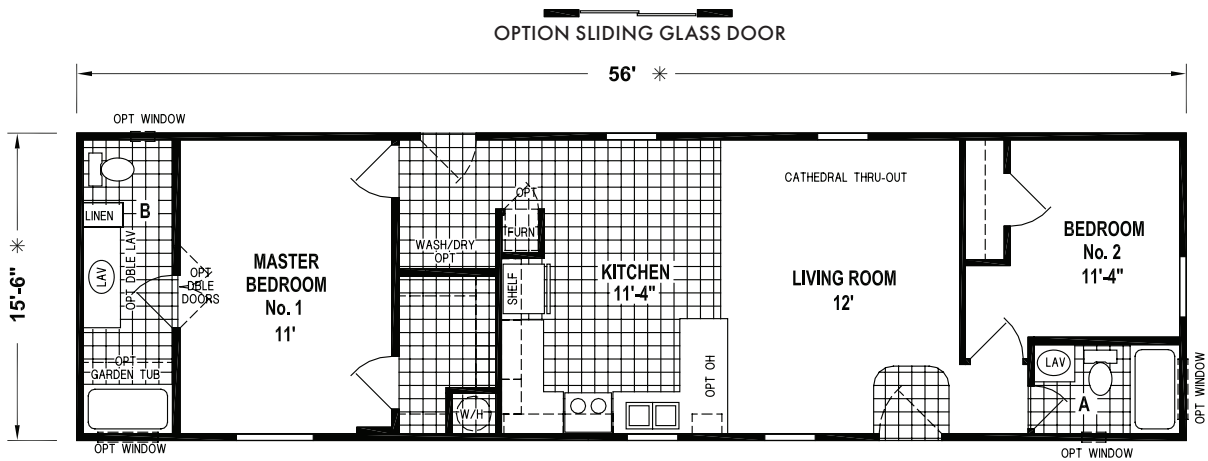 OPTION SLIDING GLASS DOOR
56' ✳
OPT WINDOW
15'-6" ✳
LINEN
B
LAV
OPT DBLE LAV
OPT
DBLE
DOORS
OPT
GARDEN TUB
OPT WINDOW
MASTER
BEDROOM
No. 1
11'
WASH/DRY
OPT
W/H
OPT
FURN
SHELF
KITCHEN
11'-4"
OPT OH
CATHEDRAL THRU-OUT
LIVING ROOM
12'
BEDROOM
No. 2
11'-4"
LAV
A
OPT WINDOW
OPT WINDOW